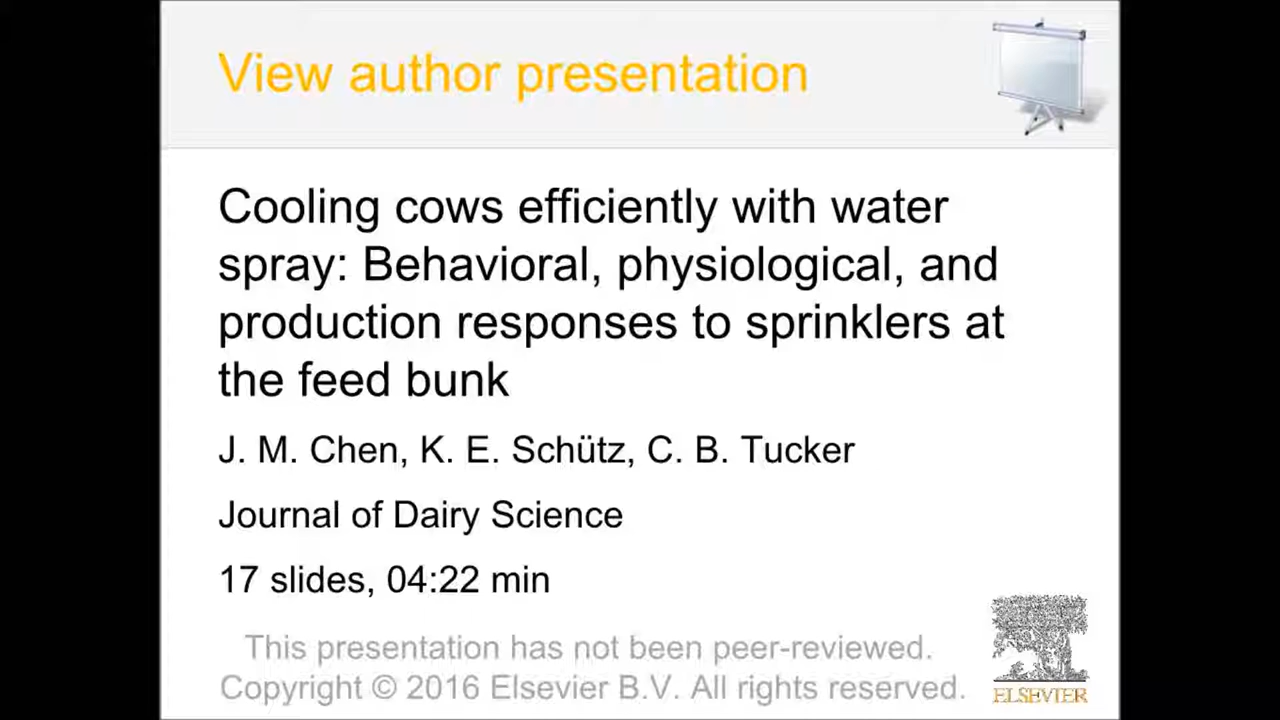 View author presentation
Cooling cows efficiently with water
spray: Behavioral, physiological, and
production responses to sprinklers at
the feed bunk
J. M. Chen, K. E. Schütz, C. B. Tucker
Journal of Dairy Science
17 slides, 04:22 min
This presentation has not been peer-reviewed.
Copyright © 2016 Elsevier B.V. All rights reserved.
ELSEVIER